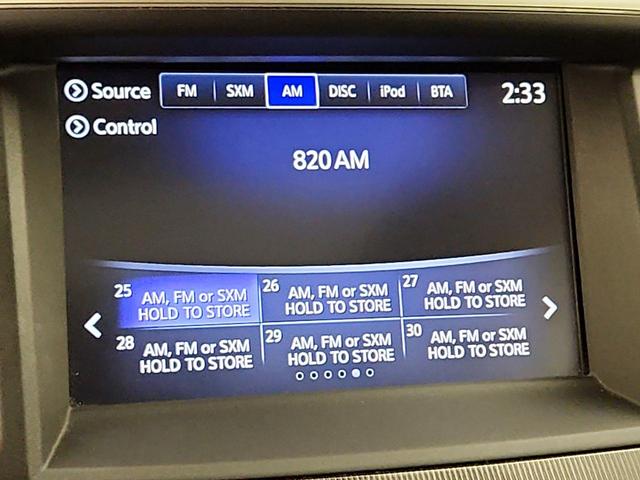 Source FM SXM AM DISC iPod BTA 2:33
Control
820 AM
25 AM, FM or SXM HOLD TO STORE
26 AM, FM or SXM HOLD TO STORE
27 AM, FM or SXM HOLD TO STORE
28 AM, FM or SXM HOLD TO STORE
29 AM, FM or SXM HOLD TO STORE
30 AM, FM or SXM HOLD TO STORE